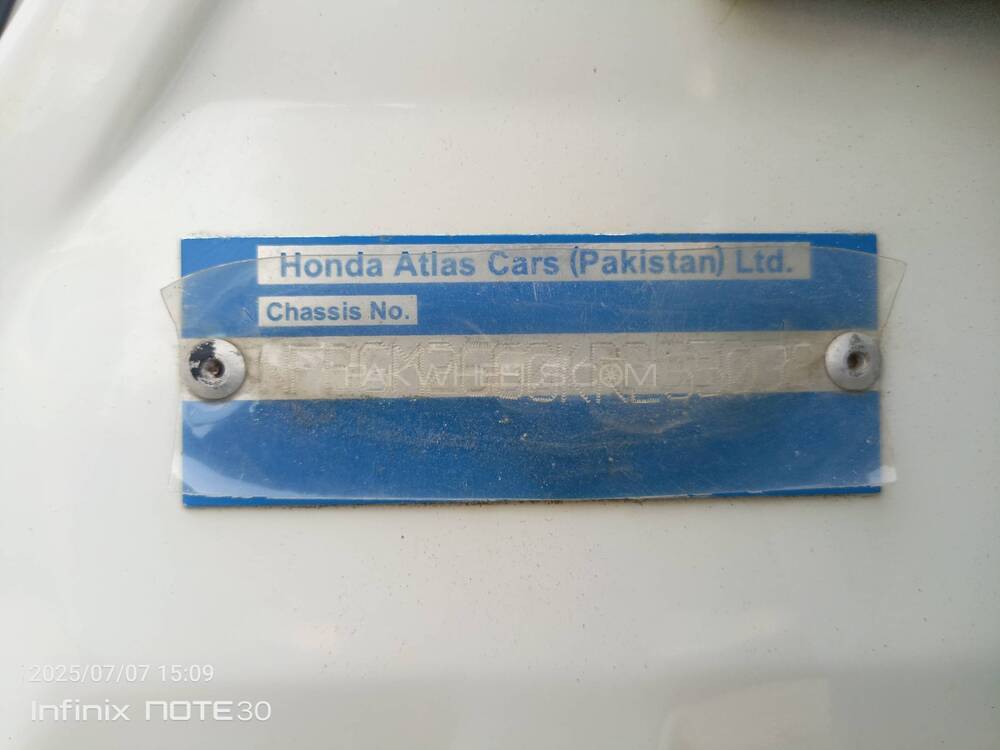 Honda Atlas Cars (Pakistan) Ltd.
Chassis No.
PAKWHEELS.COM
2025/07/07 15:09
Infinix NOTE30